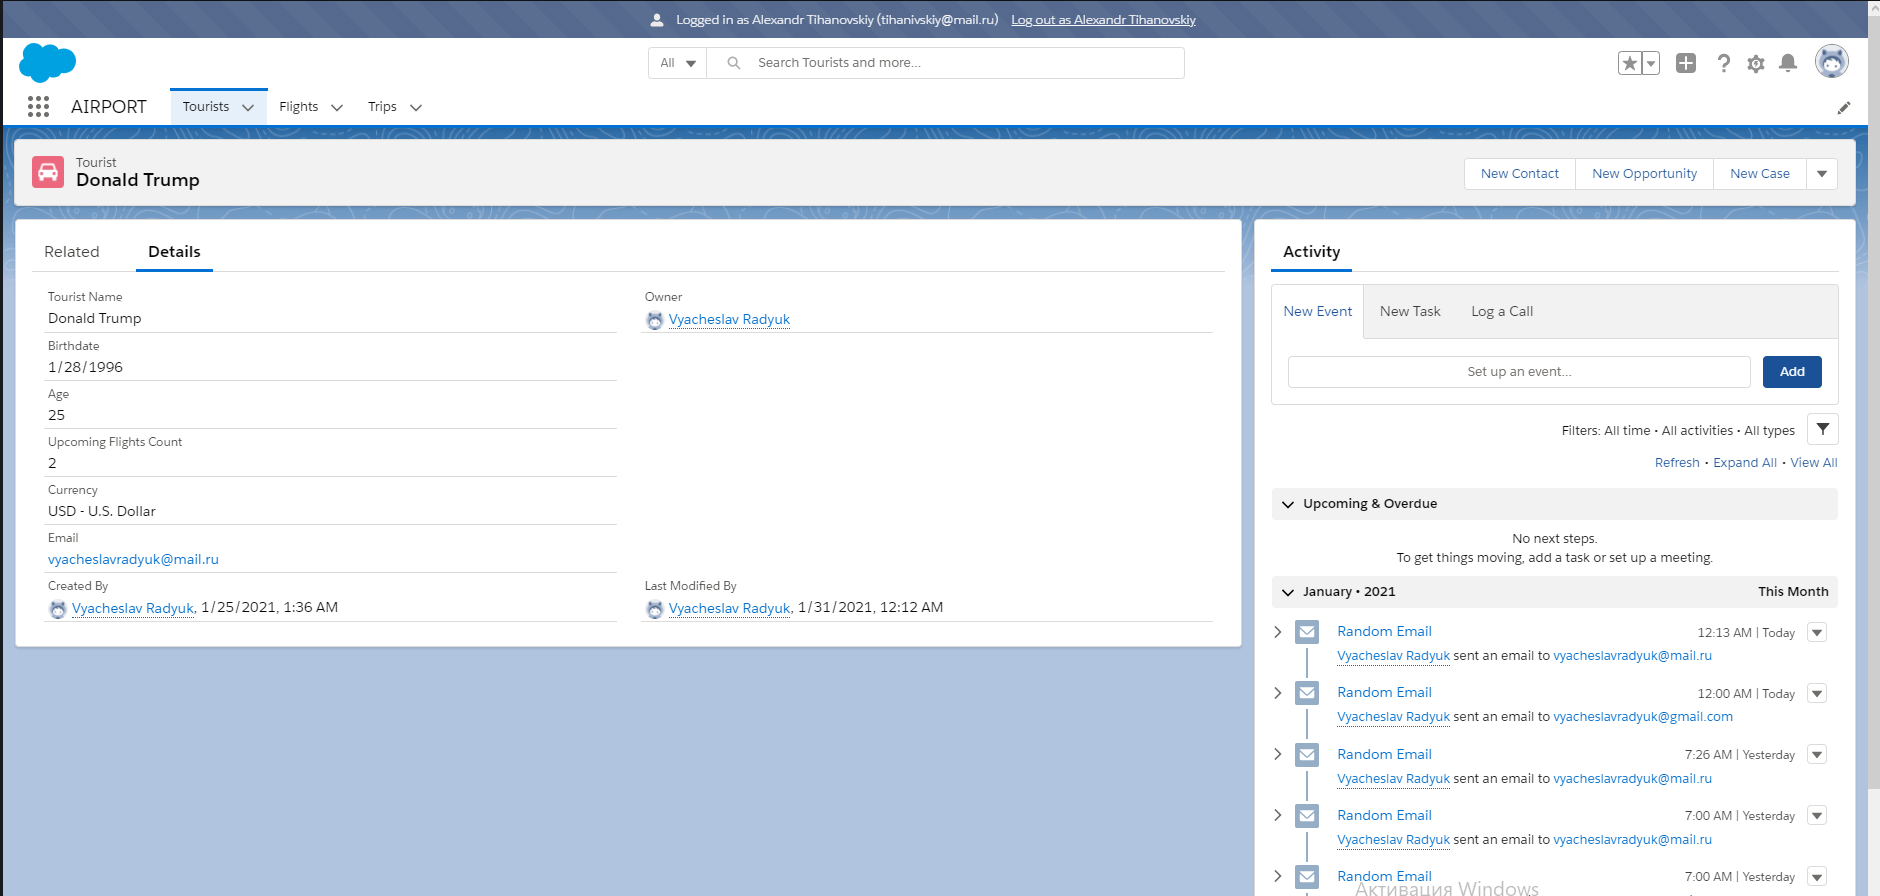 Logged in as Alexandr Tihanovskiy (tihanivskiy@mail.ru) Log out as Alexandr Tihanovskiy
All Search Tourists and more...
AIRPORT Tourists Flights Trips
Tourist
Donald Trump
New Contact New Opportunity New Case
Related Details
Tourist Name
Donald Trump
Owner
Vyacheslav Radyuk
Birthdate
1/28/1996
Age
25
Upcoming Flights Count
2
Currency
USD - U.S. Dollar
Email
vyacheslavradyuk@mail.ru
Created By
Vyacheslav Radyuk, 1/25/2021, 1:36 AM
Last Modified By
Vyacheslav Radyuk, 1/31/2021, 12:12 AM
Activity
New Event New Task Log a Call
Set up an event... Add
Filters: All time • All activities • All types
Refresh • Expand All • View All
Upcoming & Overdue
No next steps.
To get things moving, add a task or set up a meeting.
January • 2021 This Month
Random Email 12:13 AM | Today
Vyacheslav Radyuk sent an email to vyacheslavradyuk@mail.ru
Random Email 12:00 AM | Today
Vyacheslav Radyuk sent an email to vyacheslavradyuk@gmail.com
Random Email 7:26 AM | Yesterday
Vyacheslav Radyuk sent an email to vyacheslavradyuk@mail.ru
Random Email 7:00 AM | Yesterday
Vyacheslav Radyuk sent an email to vyacheslavradyuk@mail.ru
Random Email 7:00 AM | Yesterday
Активация Windows